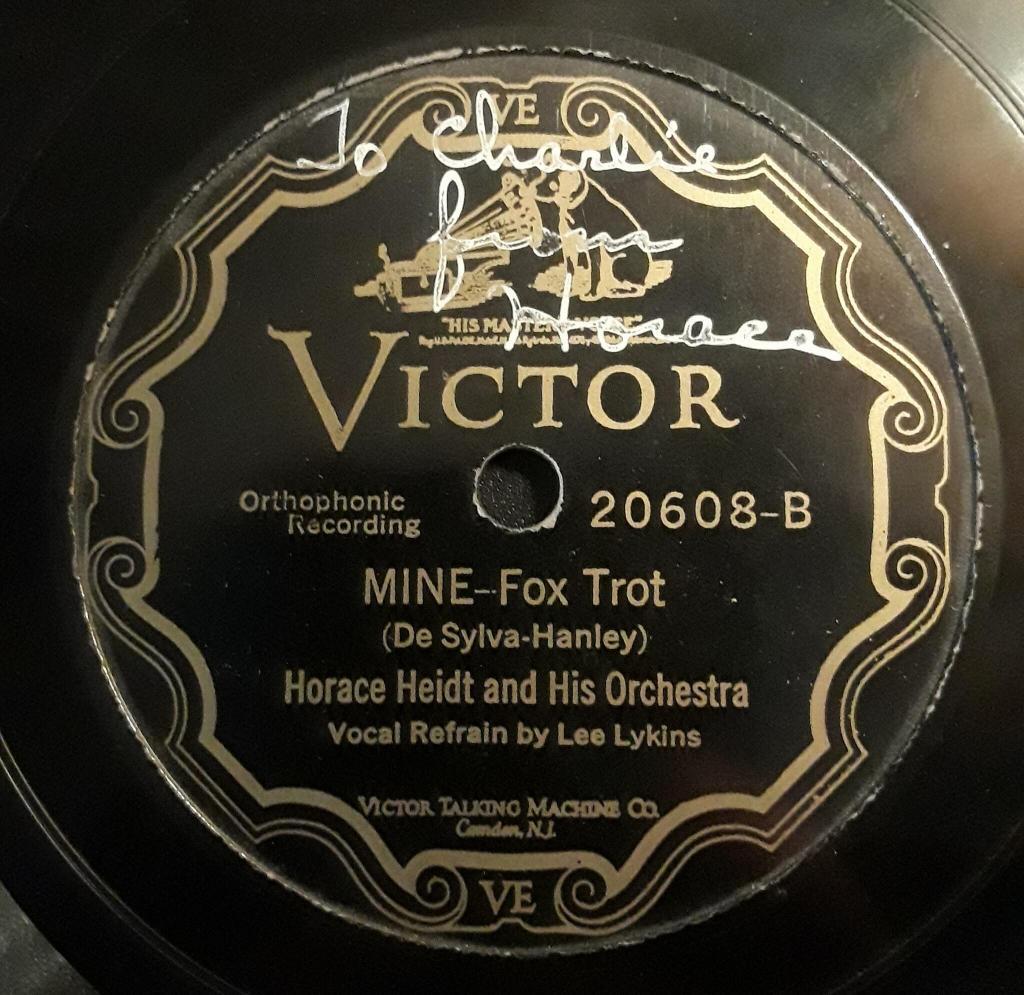 VE
To Charlie
from
Horace
"HIS MASTER'S VOICE"
VICTOR
Orthophonic
Recording
20608-B
MINE--Fox Trot
(De Sylva-Hanley)
Horace Heidt and His Orchestra
Vocal Refrain by Lee Lykins
VICTOR TALKING MACHINE CO.
Camden, N.J.
VE